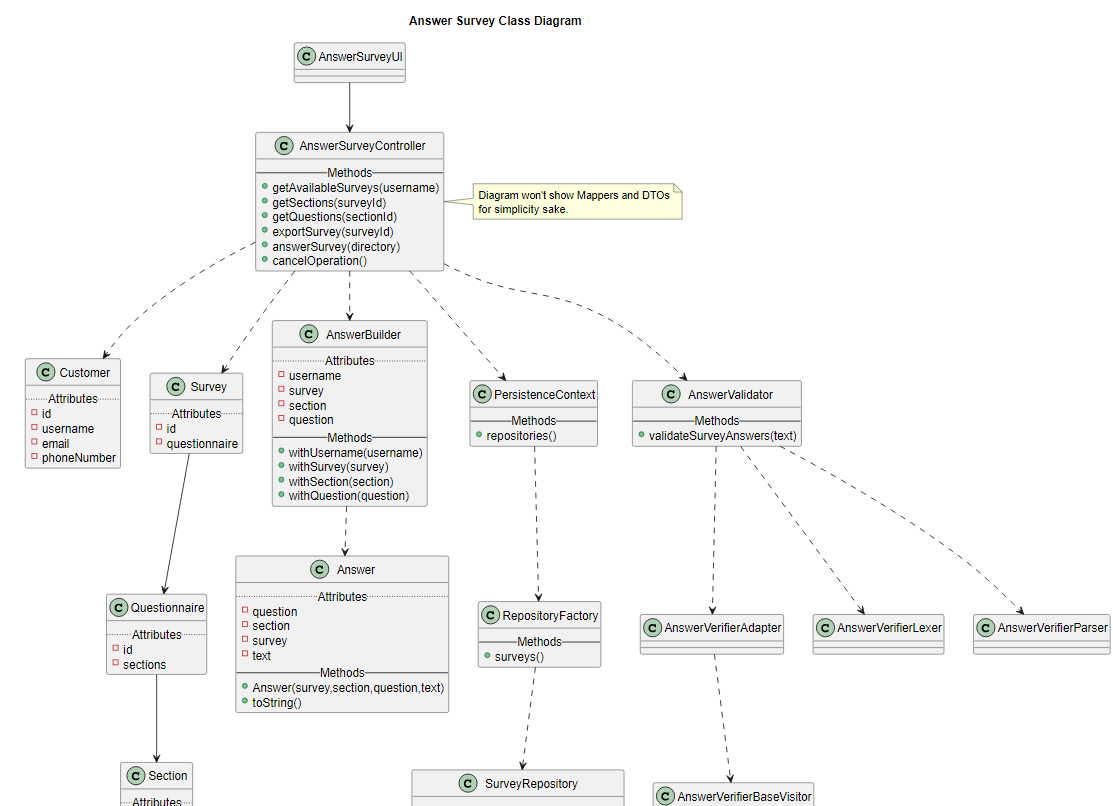 Answer Survey Class Diagram
C AnswerSurveyUI
C AnswerSurveyController
Methods
getAvailableSurveys(username)
getSections(surveyId)
getQuestions(sectionId)
exportSurvey(surveyId)
answerSurvey(directory)
cancelOperation()
Diagram won't show Mappers and DTOs
for simplicity sake.
C Customer
Attributes
id
username
email
phoneNumber
C Survey
Attributes
id
questionnaire
C AnswerBuilder
Attributes
username
survey
section
question
Methods
withUsername(username)
withSurvey(survey)
withSection(section)
withQuestion(question)
C PersistenceContext
Methods
repositories()
C AnswerValidator
Methods
validateSurveyAnswers(text)
C Questionnaire
Attributes
id
sections
C Answer
Attributes
question
section
survey
text
Methods
Answer(survey,section,question,text)
toString()
C RepositoryFactory
Methods
surveys()
C AnswerVerifierAdapter
C AnswerVerifierLexer
C AnswerVerifierParser
C Section
Attributes
C SurveyRepository
C AnswerVerifierBaseVisitor